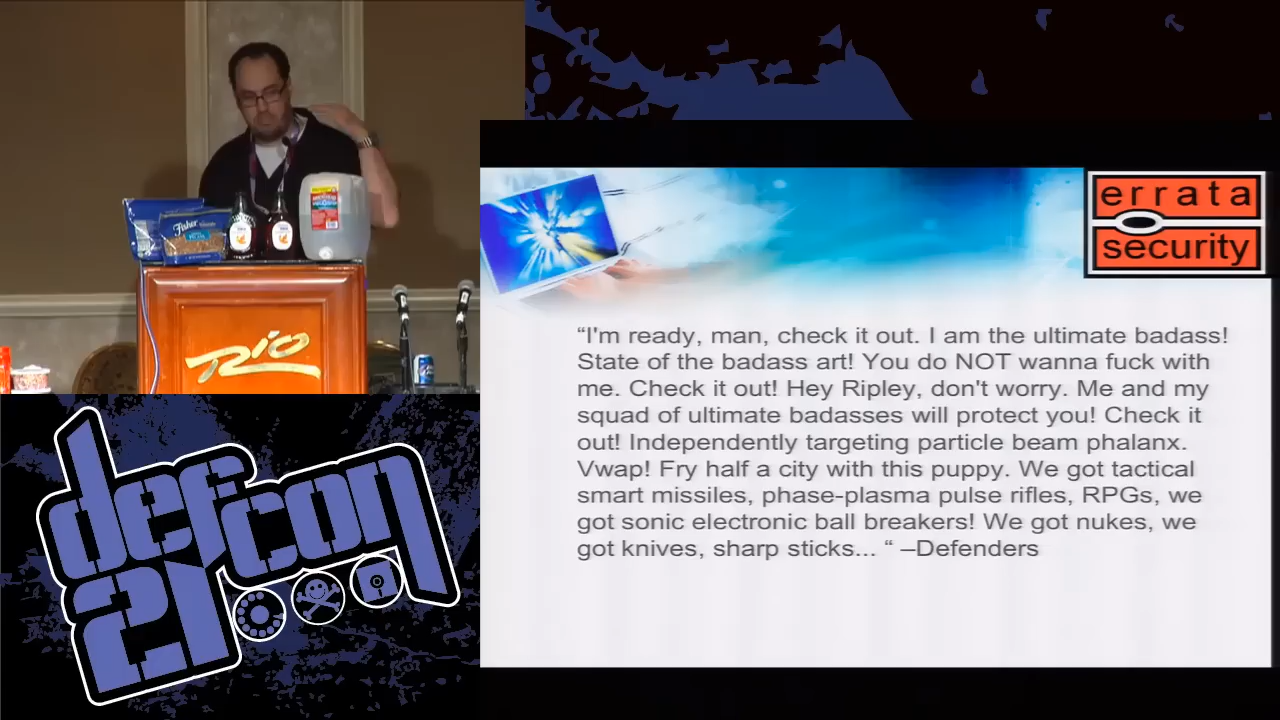 errata
security
“I'm ready, man, check it out. I am the ultimate badass!
State of the badass art! You do NOT wanna fuck with
me. Check it out! Hey Ripley, don't worry. Me and my
squad of ultimate badasses will protect you! Check it
out! Independently targeting particle beam phalanx.
Vwap! Fry half a city with this puppy. We got tactical
smart missiles, phase-plasma pulse rifles, RPGs, we
got sonic electronic ball breakers! We got nukes, we
got knives, sharp sticks... “ –Defenders
Fisher
Rio
defcon
21